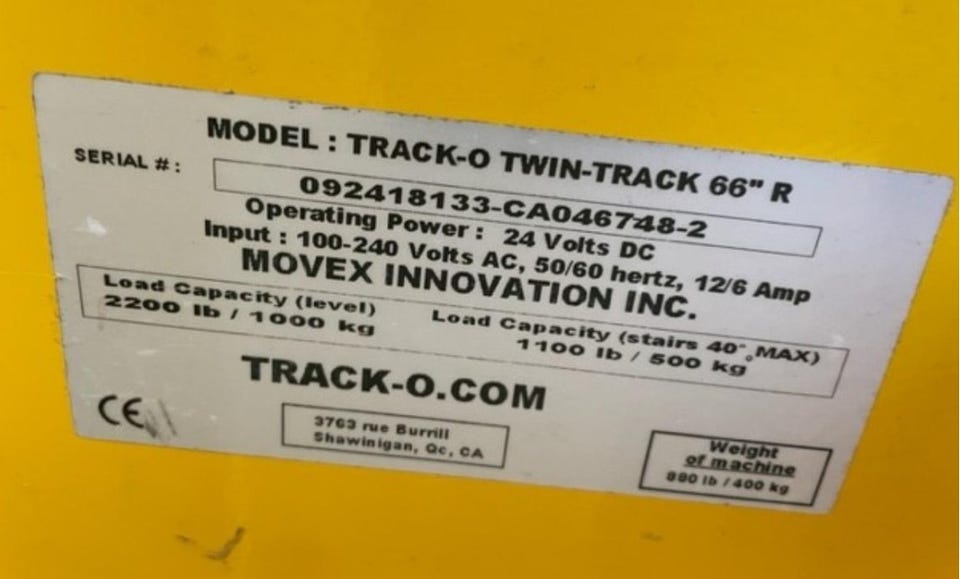 MODEL : TRACK-O TWIN-TRACK 66" R
SERIAL # : 092418133-CA046748-2
Operating Power : 24 Volts DC
Input : 100-240 Volts AC, 50/60 hertz, 12/6 Amp
MOVEX INNOVATION INC.
Load Capacity (level) Load Capacity (stairs 40°, MAX)
2200 lb / 1000 kg 1100 lb / 500 kg
TRACK-O.COM
CE
3763 rue Burrill
Shawinigan, Qc, CA
Weight
of machine
880 lb / 400 kg